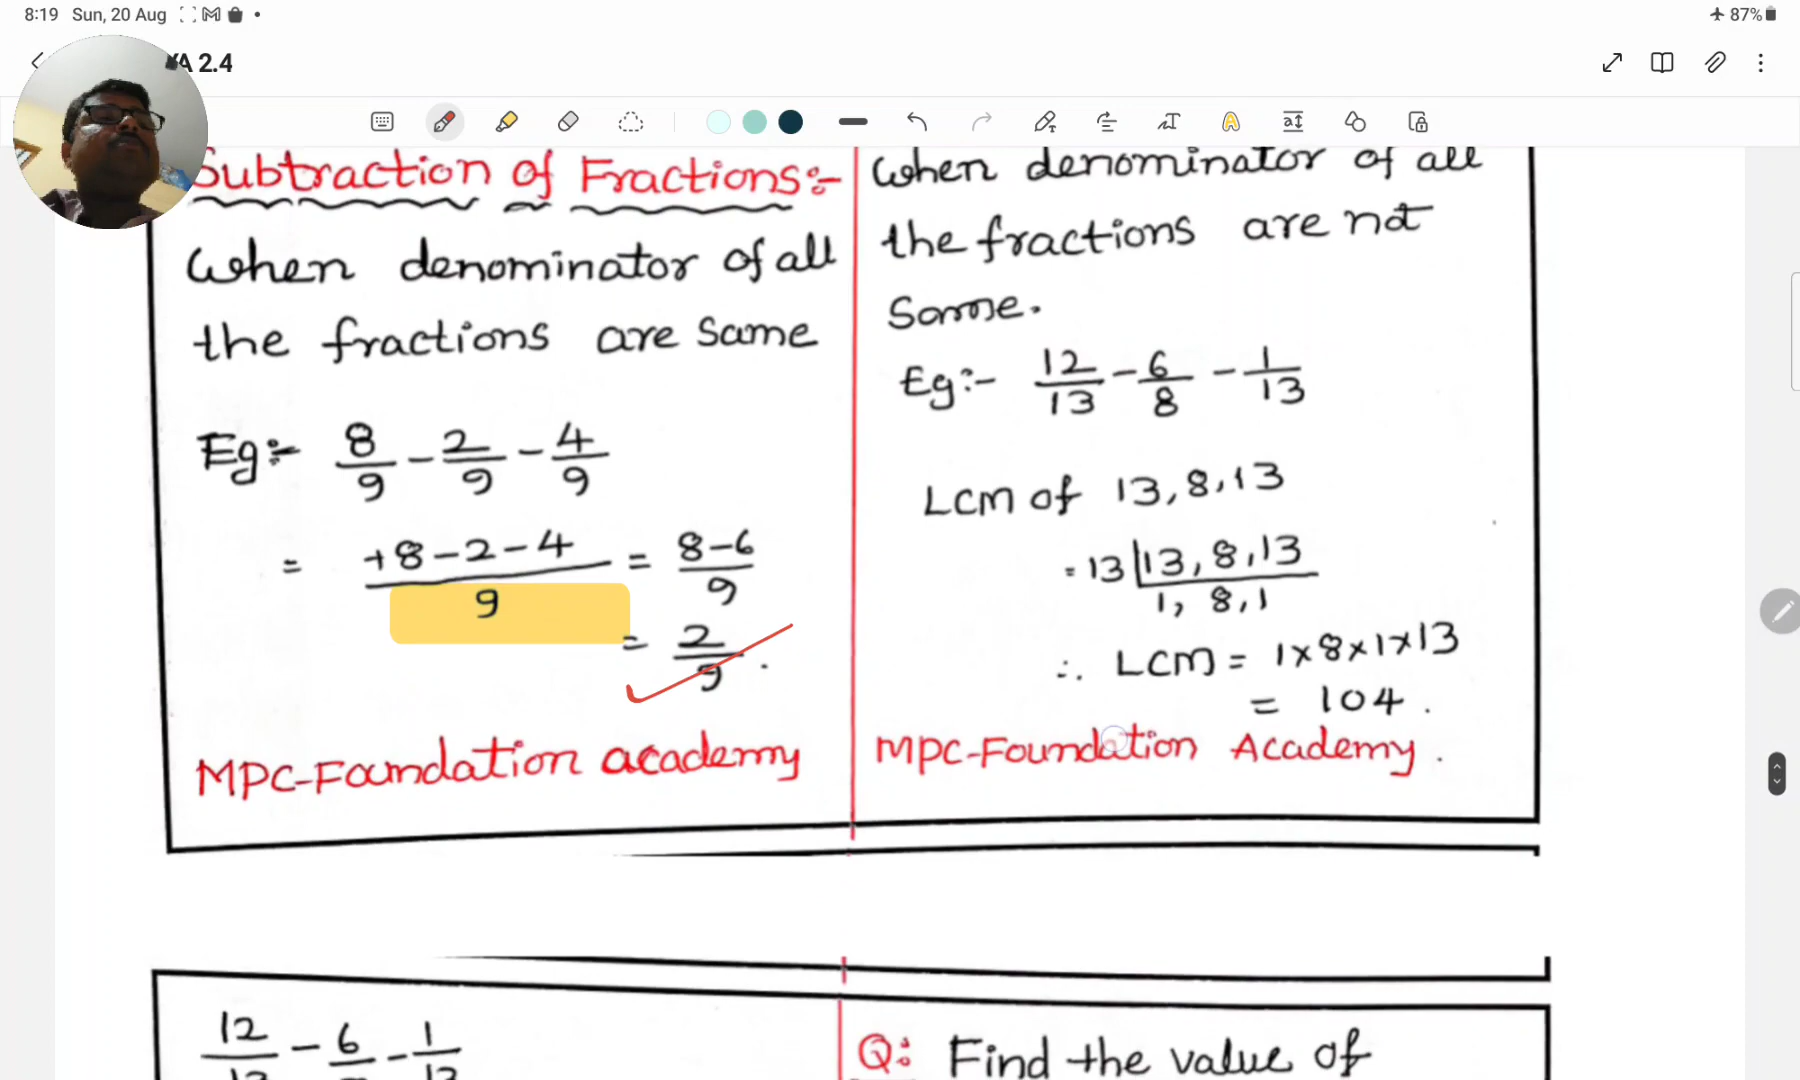 8:19 Sun, 20 Aug
87%
A 2.4
Subtraction of Fractions:-
When denominator of all
the fractions are same
Eg:- 8/9 - 2/9 - 4/9
= +8-2-4/9 = 8-6/9
= 2/9.
MPC-Foundation academy
When denominator of all
the fractions are not
Same.
Eg:- 12/13 - 6/8 - 1/13
LCM of 13,8,13
= 13|13,8,13
1, 8,1
∴ LCM = 1×8×1×13
= 104.
MPC-Foundation Academy.
12/13 - 6/ - 1/13
Q: Find the value of